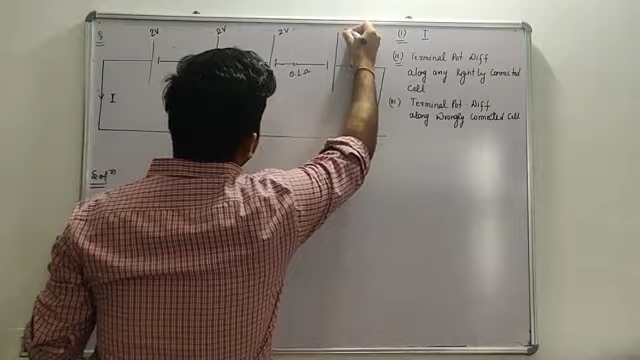 Q
2V
2V
2V
0.1Ω
I
Solⁿ
(i) I
(ii) Terminal Pot Diff
along any Rightly Connected
Cell
(iii) Terminal Pot. Diff
along wrongly Connected Cell